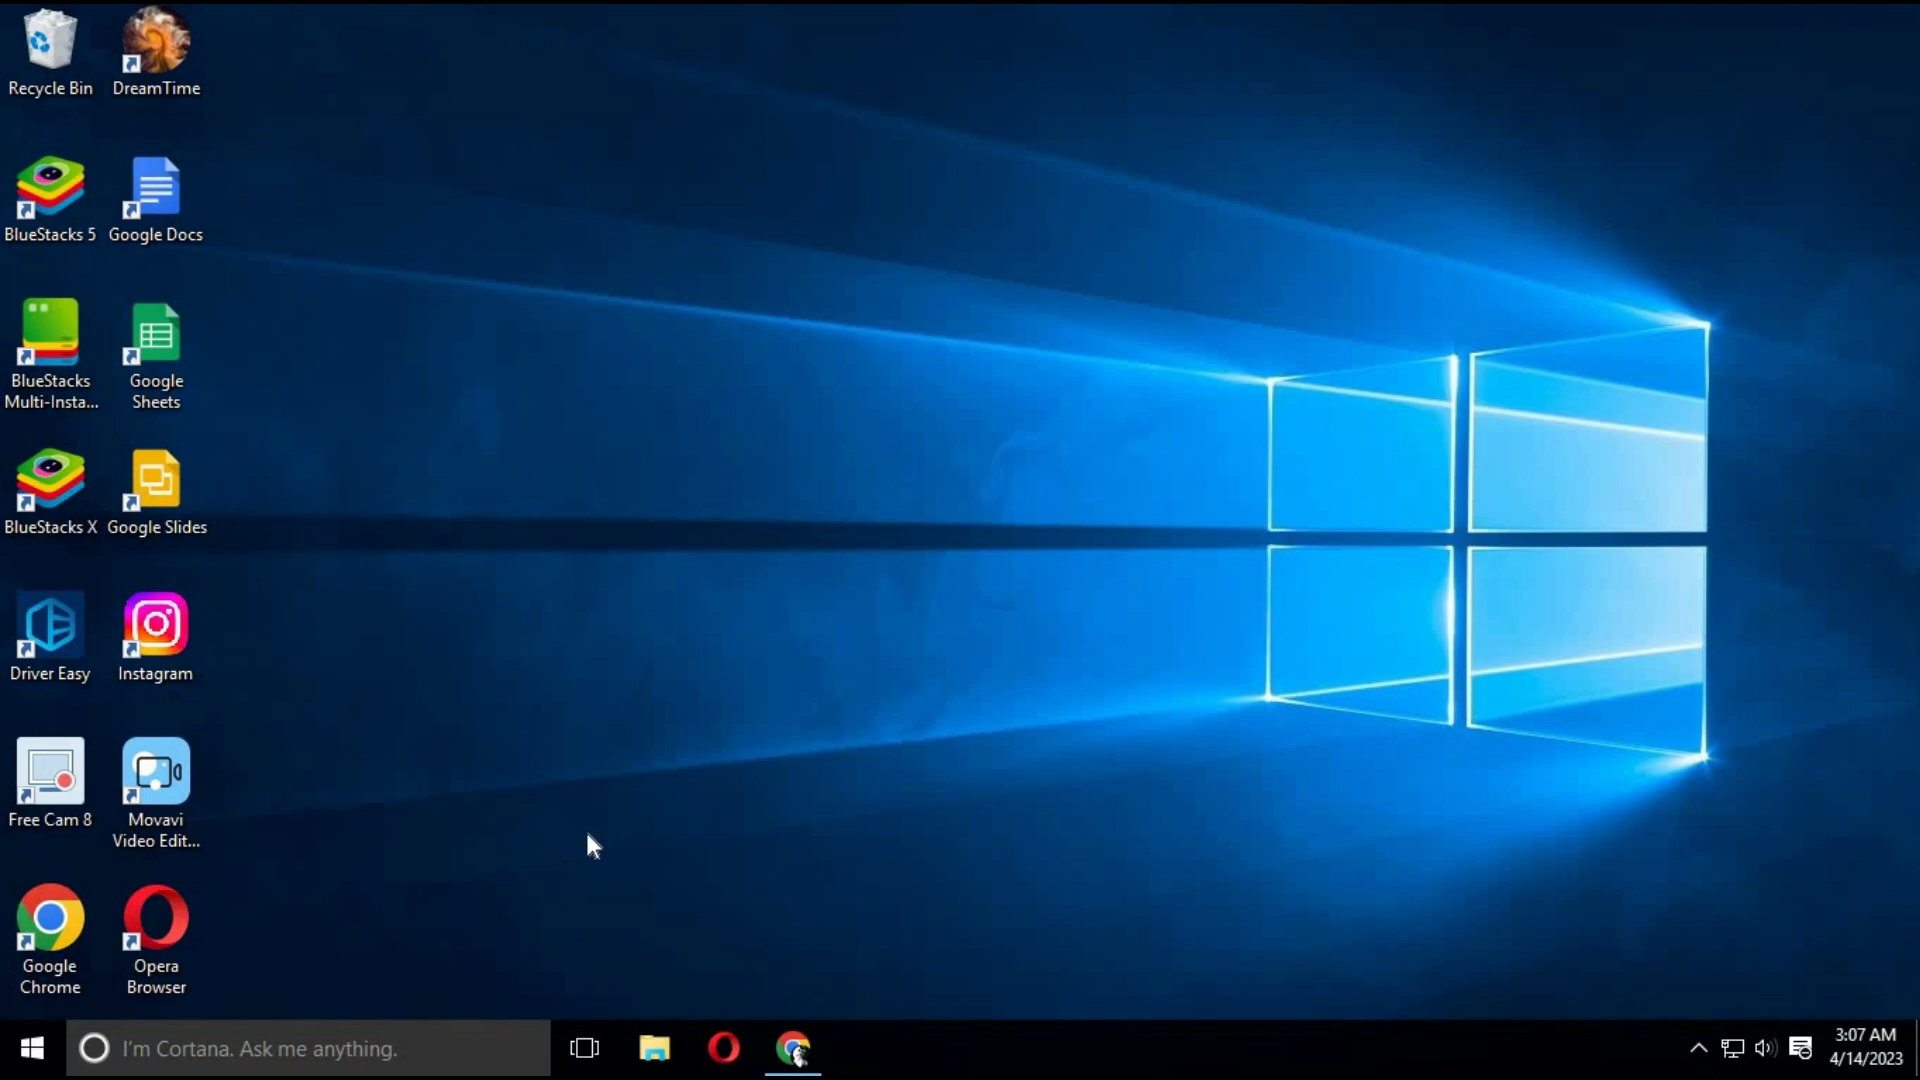 Recycle Bin
DreamTime
BlueStacks 5
Google Docs
BlueStacks
Multi-Insta...
Google
Sheets
BlueStacks X
Google Slides
Driver Easy
Instagram
Free Cam 8
Movavi
Video Edit...
Google
Chrome
Opera
Browser
I'm Cortana. Ask me anything.
3:07 AM
4/14/2023